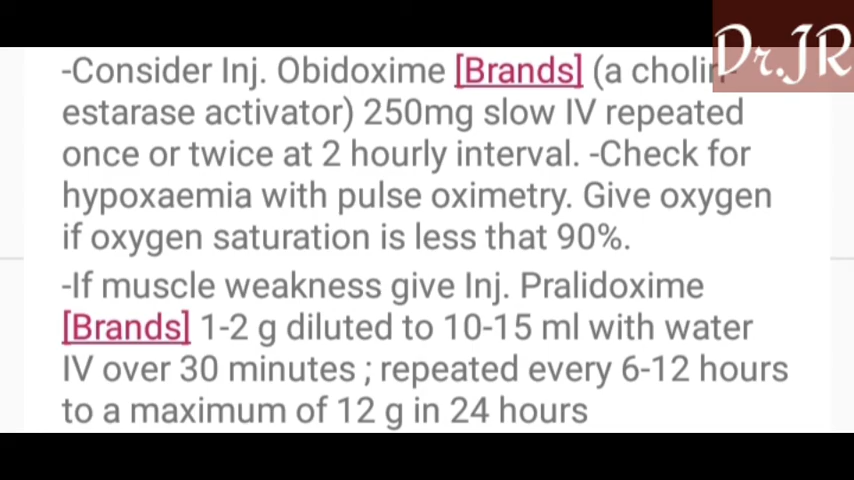 Dr.JR
-Consider Inj. Obidoxime [Brands] (a cholin-
estarase activator) 250mg slow IV repeated
once or twice at 2 hourly interval. -Check for
hypoxaemia with pulse oximetry. Give oxygen
if oxygen saturation is less that 90%.
-If muscle weakness give Inj. Pralidoxime
[Brands] 1-2 g diluted to 10-15 ml with water
IV over 30 minutes ; repeated every 6-12 hours
to a maximum of 12 g in 24 hours